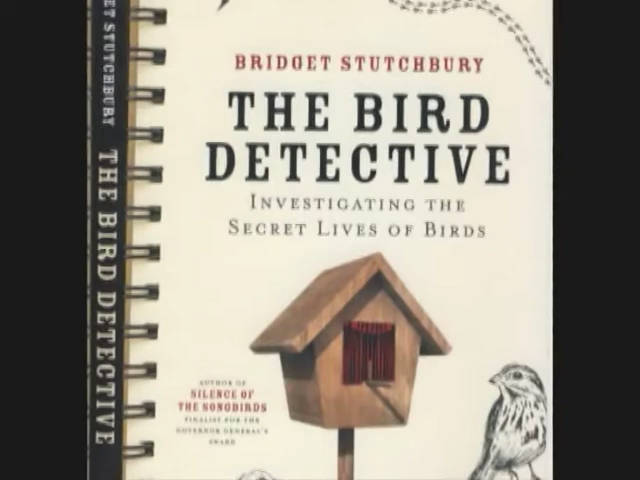 BRIDGET STUTCHBURY
THE BIRD
DETECTIVE
INVESTIGATING THE
SECRET LIVES OF BIRDS
AUTHOR OF
SILENCE OF
THE SONGBIRDS
FINALIST FOR THE
GOVERNOR GENERAL'S
AWARD
ET STUTCHBURY THE BIRD DETECTIVE